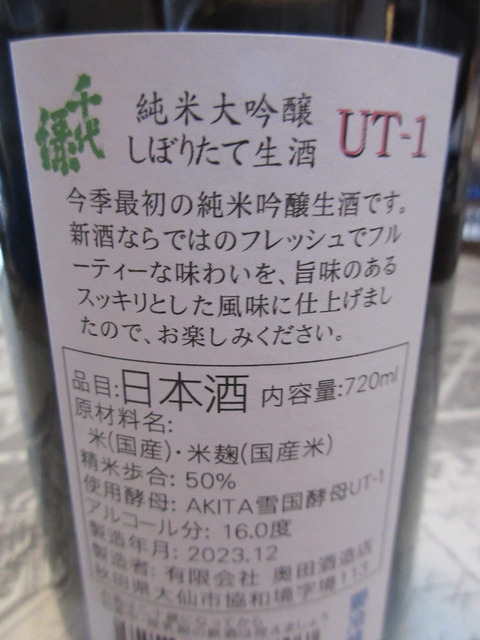 千代緑
純米大吟醸
しぼりたて生酒 UT-1
今季最初の純米吟醸生酒です。
新酒ならではのフレッシュでフル
ーティーな味わいを、旨味のある
スッキリとした風味に仕上げまし
たので、お楽しみください。
品目:日本酒 内容量:720ml
原材料名:
米(国産)・米麹(国産米)
精米歩合: 50%
使用酵母: AKITA雪国酵母UT-1
アルコール分: 16.0度
製造年月: 2023.12
製造者: 有限会社 奥田酒造店
秋田県大仙市協和境字境113